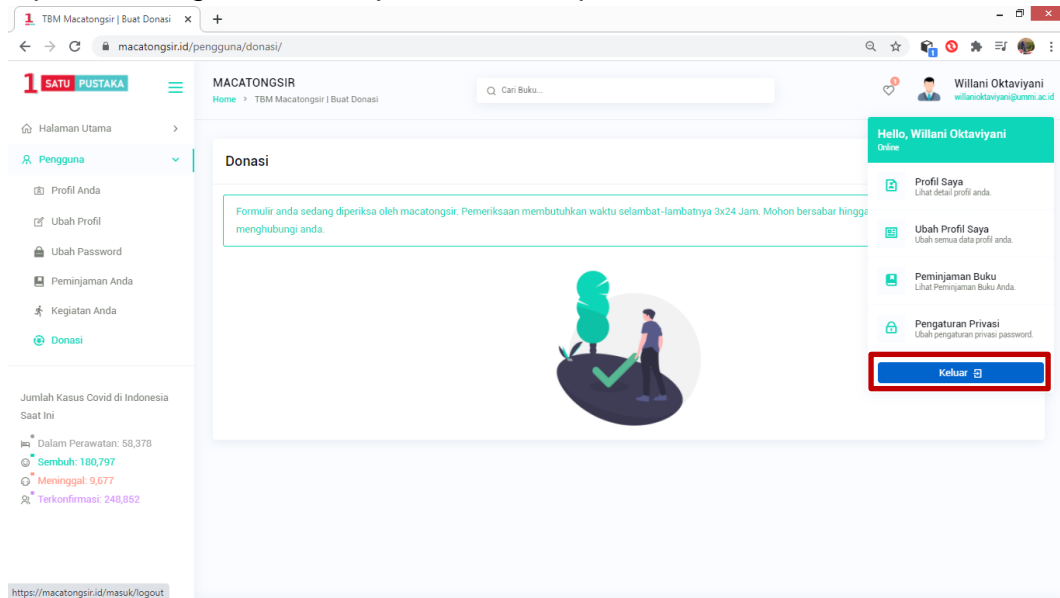 TBM Macatongsir | Buat Donasi
macatongsir.id/pengguna/donasi/
1 SATU PUSTAKA
MACATONGSIR
Home > TBM Macatongsir | Buat Donasi
Cari Buku...
1
Willani Oktaviyani
willanioktaviyani@ummi.ac.id
Halaman Utama
Pengguna
Profil Anda
Ubah Profil
Ubah Password
Peminjaman Anda
Kegiatan Anda
Donasi
Jumlah Kasus Covid di Indonesia
Saat Ini
Dalam Perawatan: 58,378
Sembuh: 180,797
Meninggal: 9,677
Terkonfirmasi: 248,852
Donasi
Formulir anda sedang diperiksa oleh macatongsir. Pemeriksaan membutuhkan waktu selambat-lambatnya 3x24 Jam. Mohon bersabar hingga
menghubungi anda.
Hello, Willani Oktaviyani
Online
Profil Saya
Lihat detail profil anda.
Ubah Profil Saya
Ubah semua data profil anda.
Peminjaman Buku
Lihat Peminjaman Buku Anda.
Pengaturan Privasi
Ubah pengaturan privasi password.
Keluar
https://macatongsir.id/masuk/logout